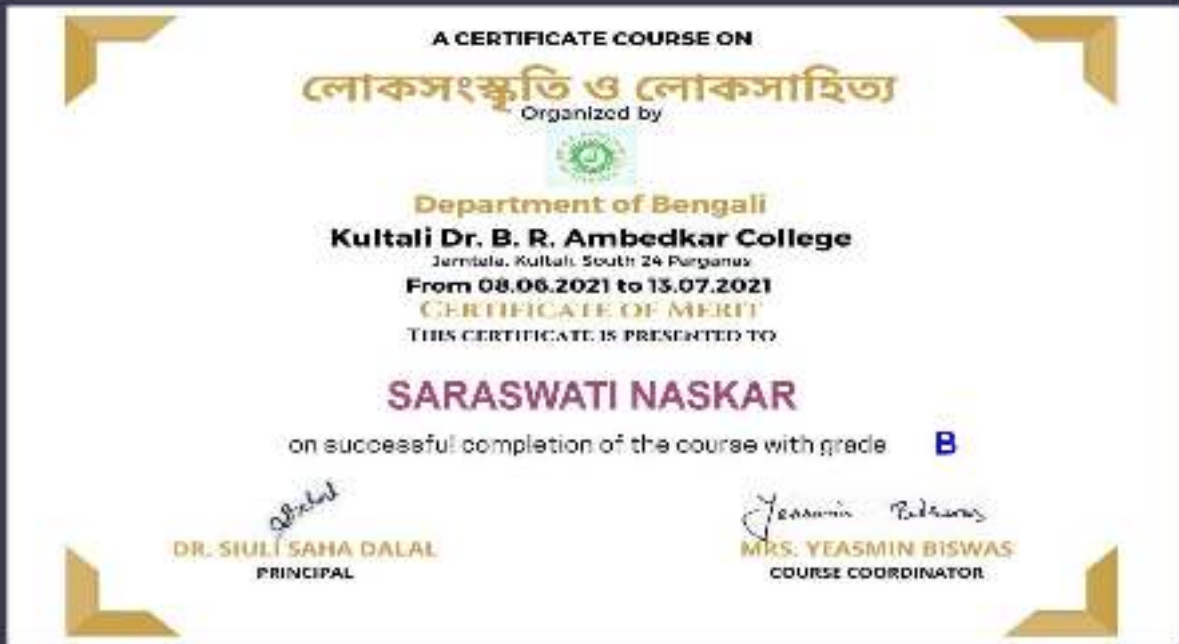 A CERTIFICATE COURSE ON
লোকসংস্কৃতি ও লোকসাহিত্য
Organized by
Department of Bengali
Kultali Dr. B. R. Ambedkar College
Jamtala, Kultali, South 24 Parganas
From 08.06.2021 to 13.07.2021
CERTIFICATE OF MERIT
THIS CERTIFICATE IS PRESENTED TO
SARASWATI NASKAR
on successful completion of the course with grade B
Yeasmin Biswas
DR. SIULI SAHA DALAL
MRS. YEASMIN BISWAS
PRINCIPAL
COURSE COORDINATOR